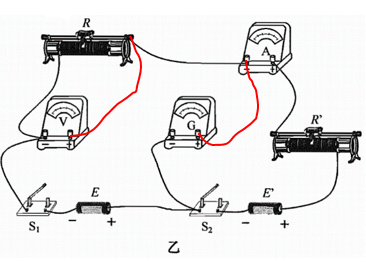 R
A
− +
V
− +
G
− +
R'
S₁
E
− +
S₂
E'
− +
乙